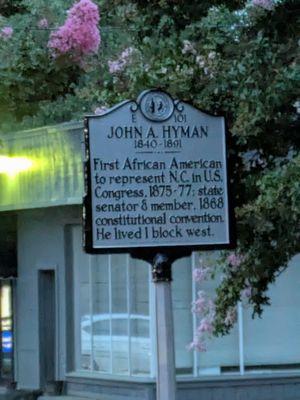 E 101
JOHN A. HYMAN
1840-1891
First African American
to represent N.C. in U.S.
Congress, 1875-77; state
senator & member, 1868
constitutional convention.
He lived 1 block west.